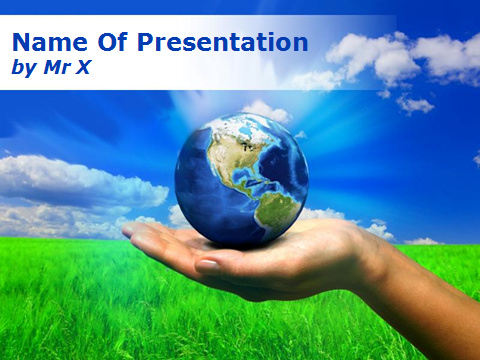 Name Of Presentation
by Mr X